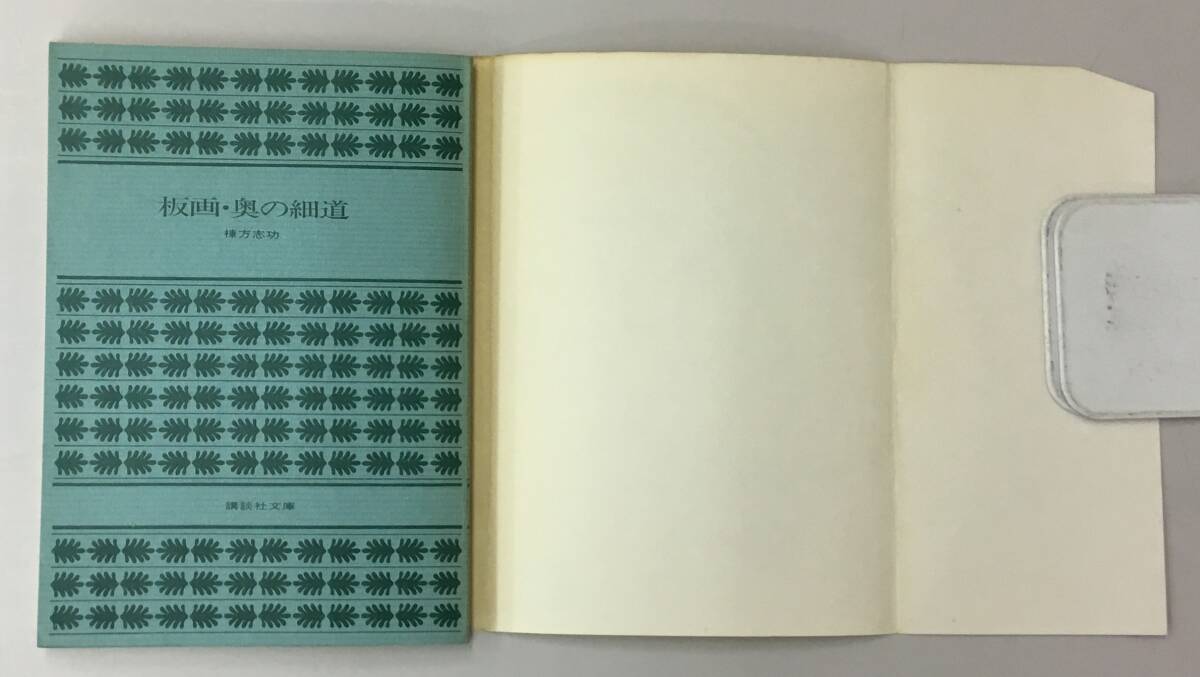 板画・奥の細道
棟方志功
講談社文庫